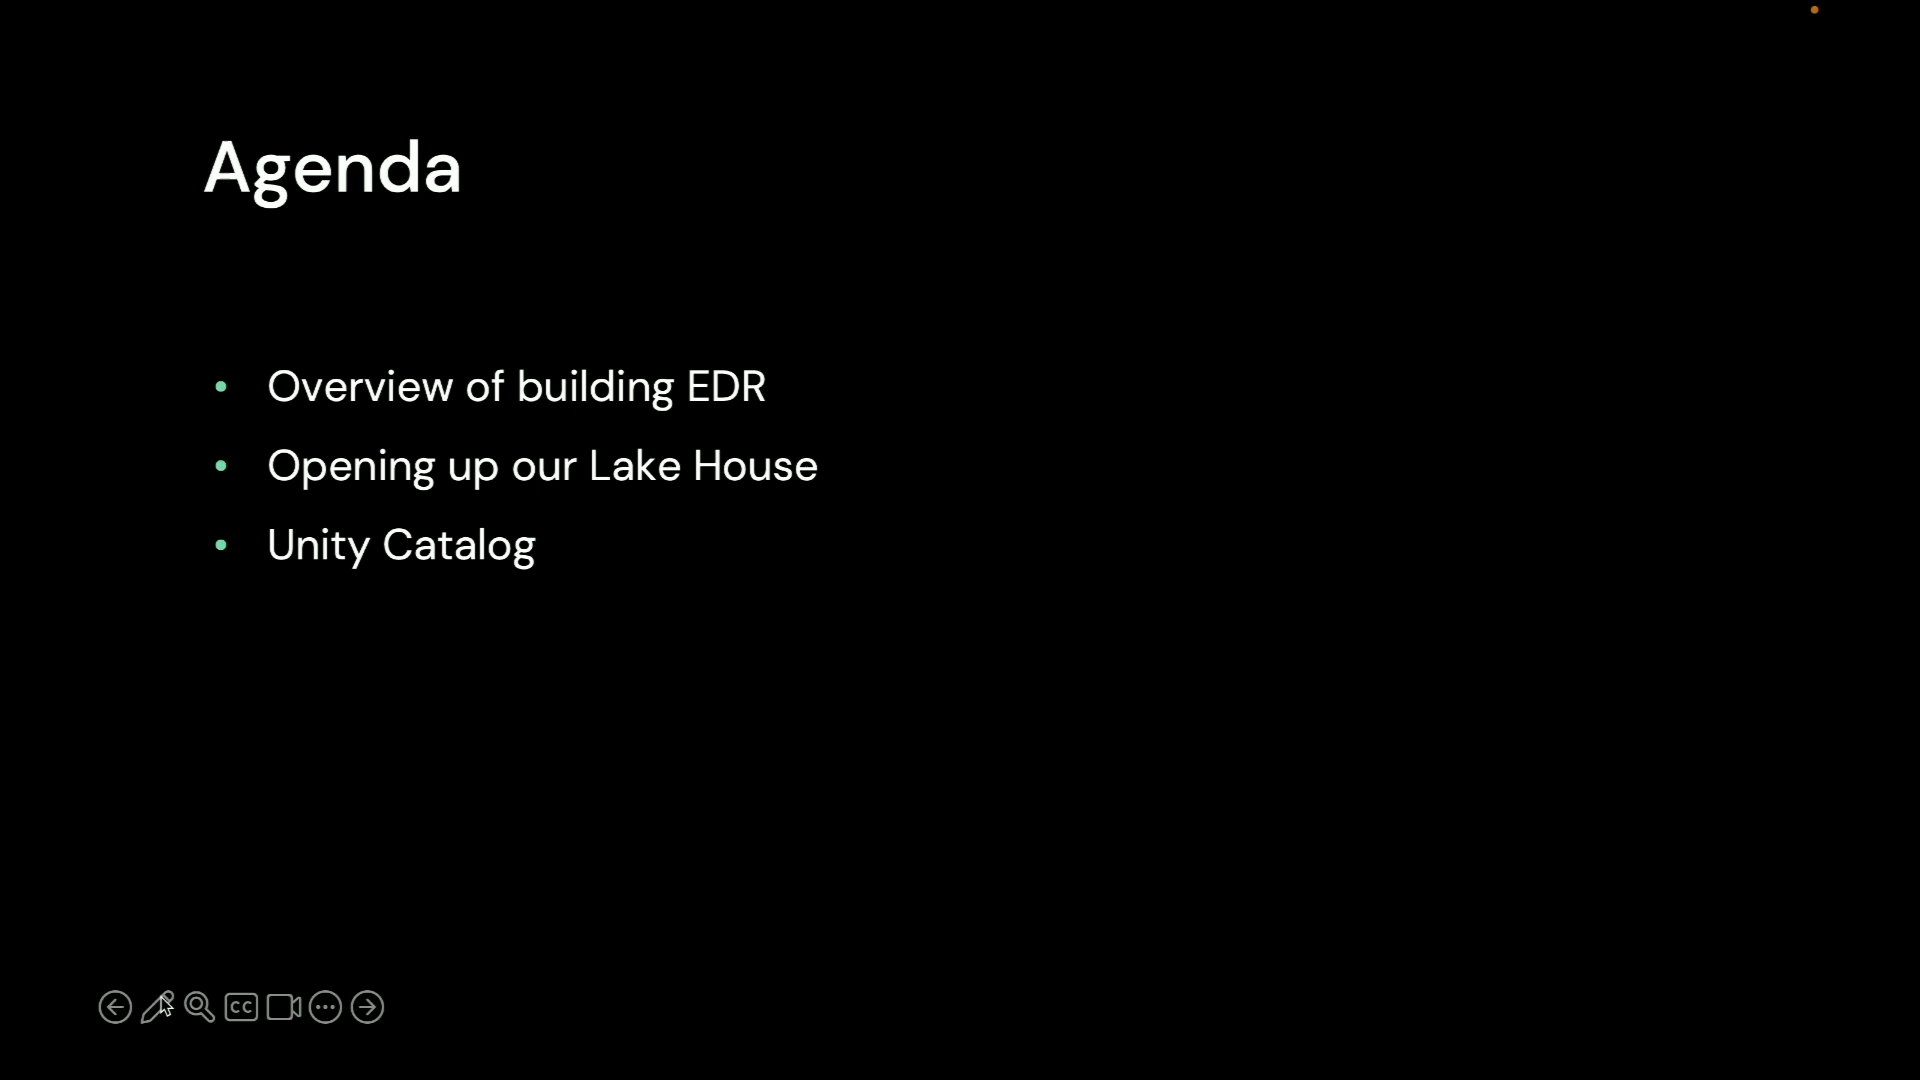 Agenda
• Overview of building EDR
• Opening up our Lake House
• Unity Catalog
CC